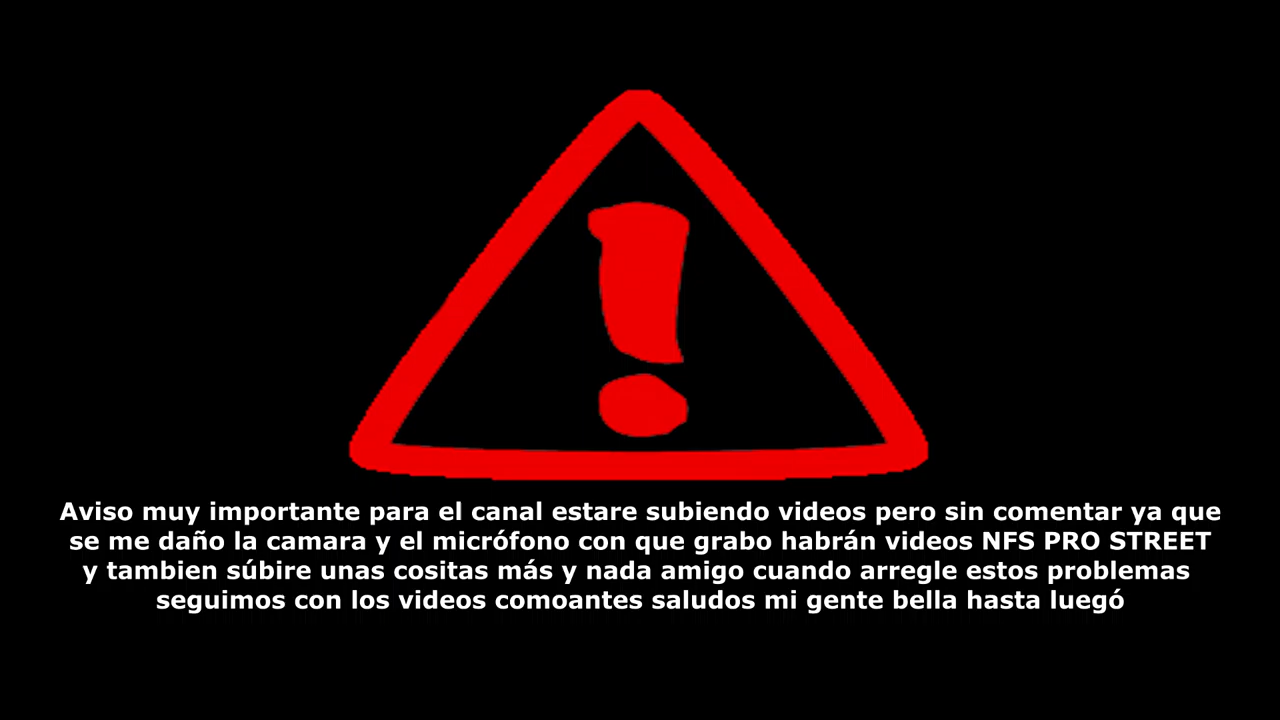 Aviso muy importante para el canal estare subiendo videos pero sin comentar ya que
se me daño la camara y el micrófono con que grabo habrán videos NFS PRO STREET
y tambien súbire unas cositas más y nada amigo cuando arregle estos problemas
seguimos con los videos comoantes saludos mi gente bella hasta luegó